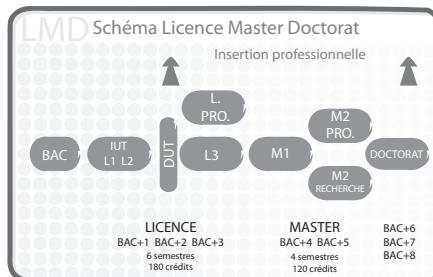 LMD Schéma Licence Master Doctorat
Insertion professionnelle
L.
PRO.
M2
PRO.
BAC
IUT
L1 L2
DUT
L3
M1
DOCTORAT
M2
RECHERCHE
LICENCE
BAC+1 BAC+2 BAC+3
6 semestres
180 crédits
MASTER
BAC+4 BAC+5
4 semestres
120 crédits
BAC+6
BAC+7
BAC+8